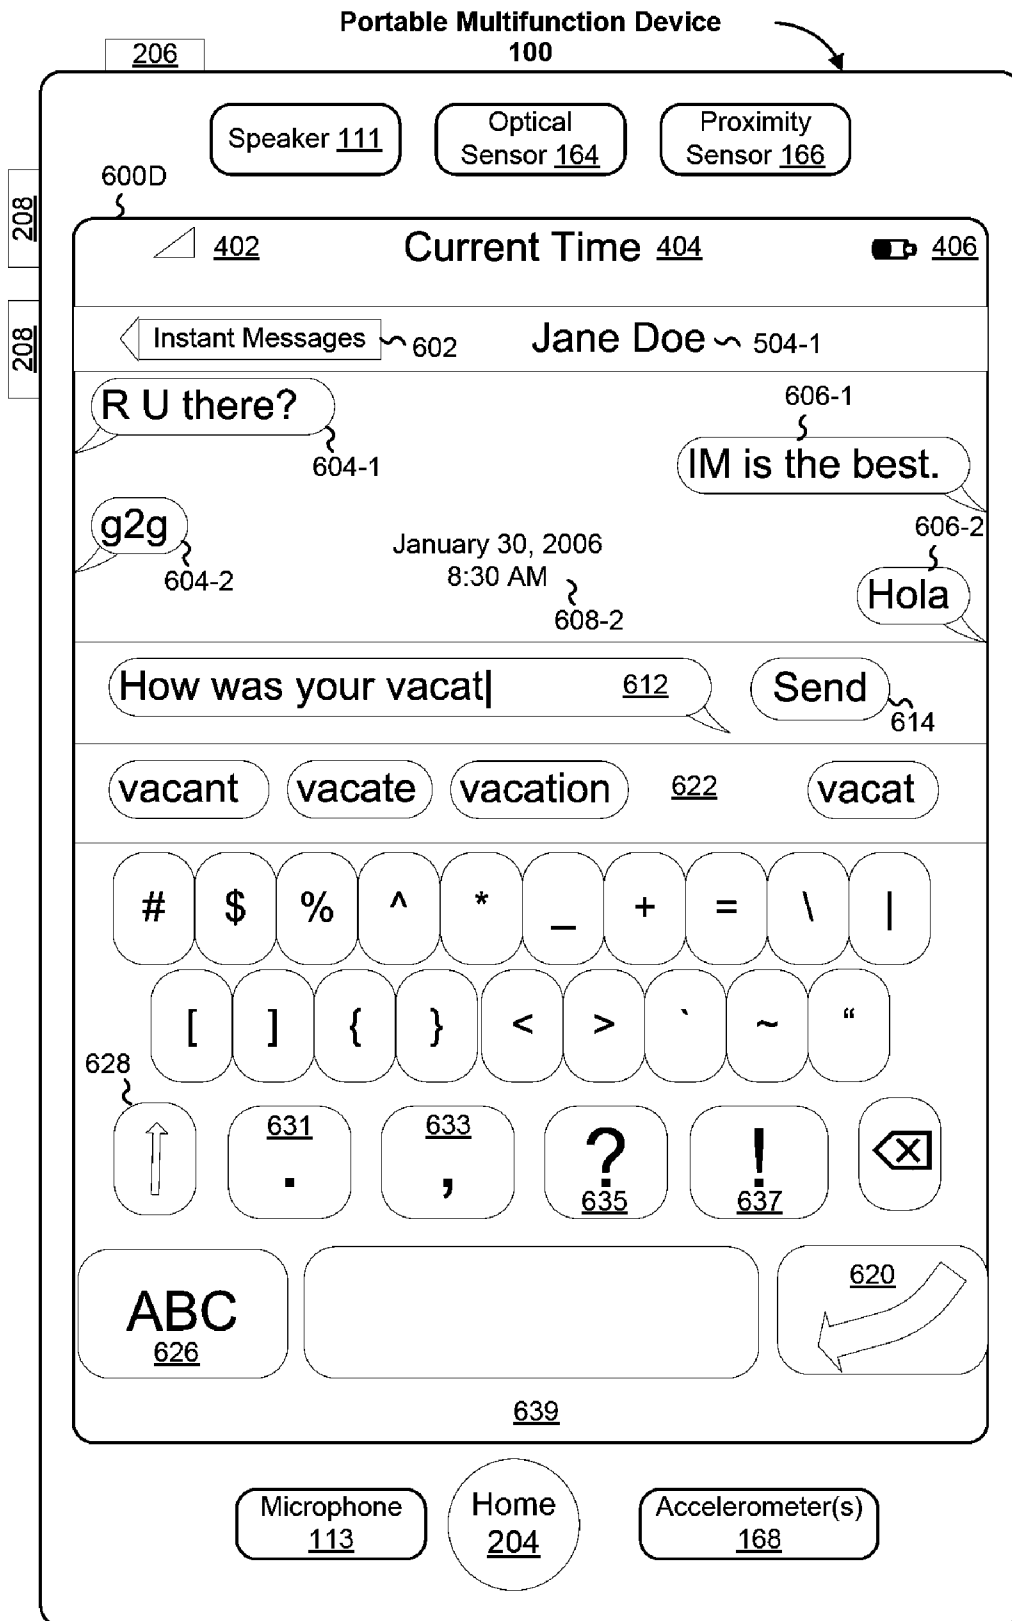 Portable Multifunction Device
100
206
Speaker 111
Optical
Sensor 164
Proximity
Sensor 166
208
208
600D
402
Current Time 404
406
Instant Messages
602
Jane Doe
504-1
R U there?
604-1
606-1
IM is the best.
g2g
604-2
January 30, 2006
8:30 AM
608-2
606-2
Hola
How was your vacat|
612
Send
614
vacant
vacate
vacation
622
vacat
# $ % ^ * _ + = \ |
[ ] { } < > ` ~ “
628
631
.
633
,
?
635
!
637
ABC
626
620
639
Microphone
113
Home
204
Accelerometer(s)
168